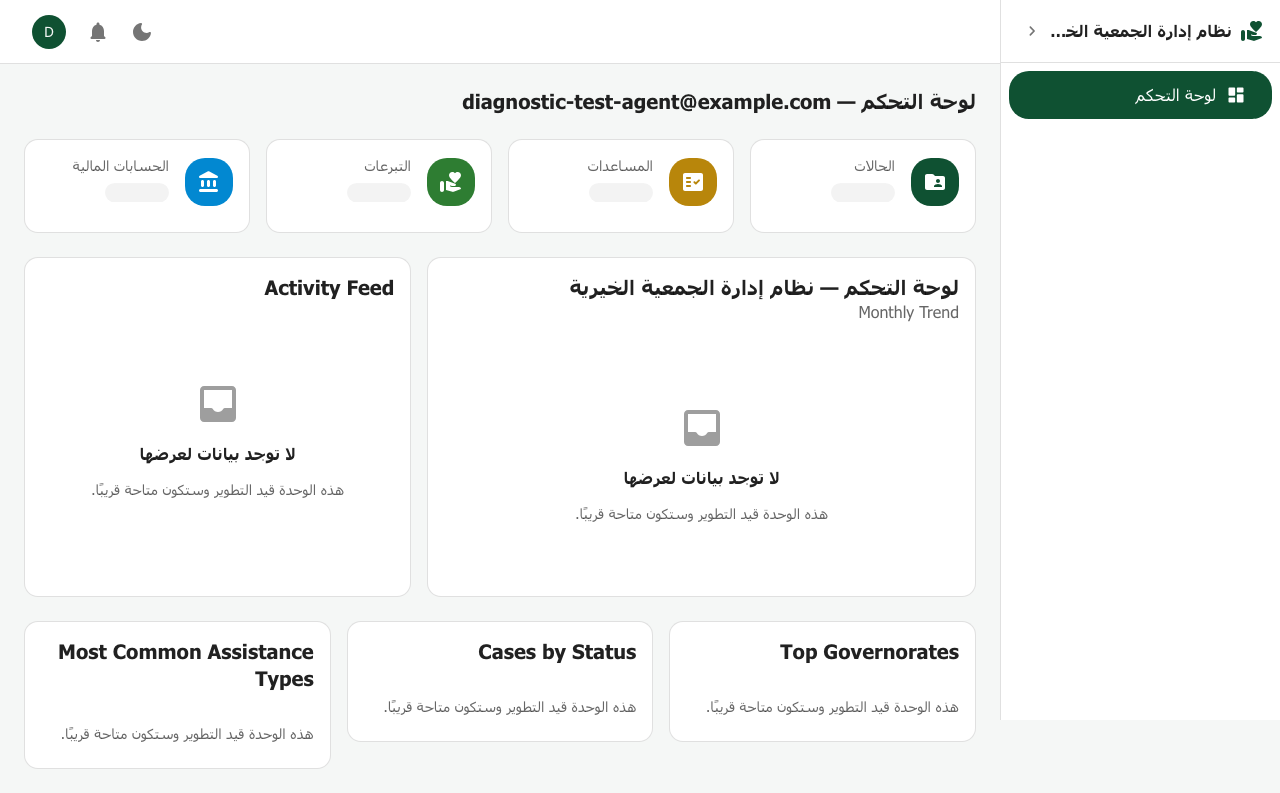 نظام إدارة الجمعية الخ...
D
لوحة التحكم
لوحة التحكم — diagnostic-test-agent@example.com
الحالات
المساعدات
التبرعات
الحسابات المالية
لوحة التحكم — نظام إدارة الجمعية الخيرية
Monthly Trend
لا توجد بيانات لعرضها
هذه الوحدة قيد التطوير وستكون متاحة قريبًا.
Activity Feed
لا توجد بيانات لعرضها
هذه الوحدة قيد التطوير وستكون متاحة قريبًا.
Top Governorates
هذه الوحدة قيد التطوير وستكون متاحة قريبًا.
Cases by Status
هذه الوحدة قيد التطوير وستكون متاحة قريبًا.
Most Common Assistance
Types
هذه الوحدة قيد التطوير وستكون متاحة قريبًا.